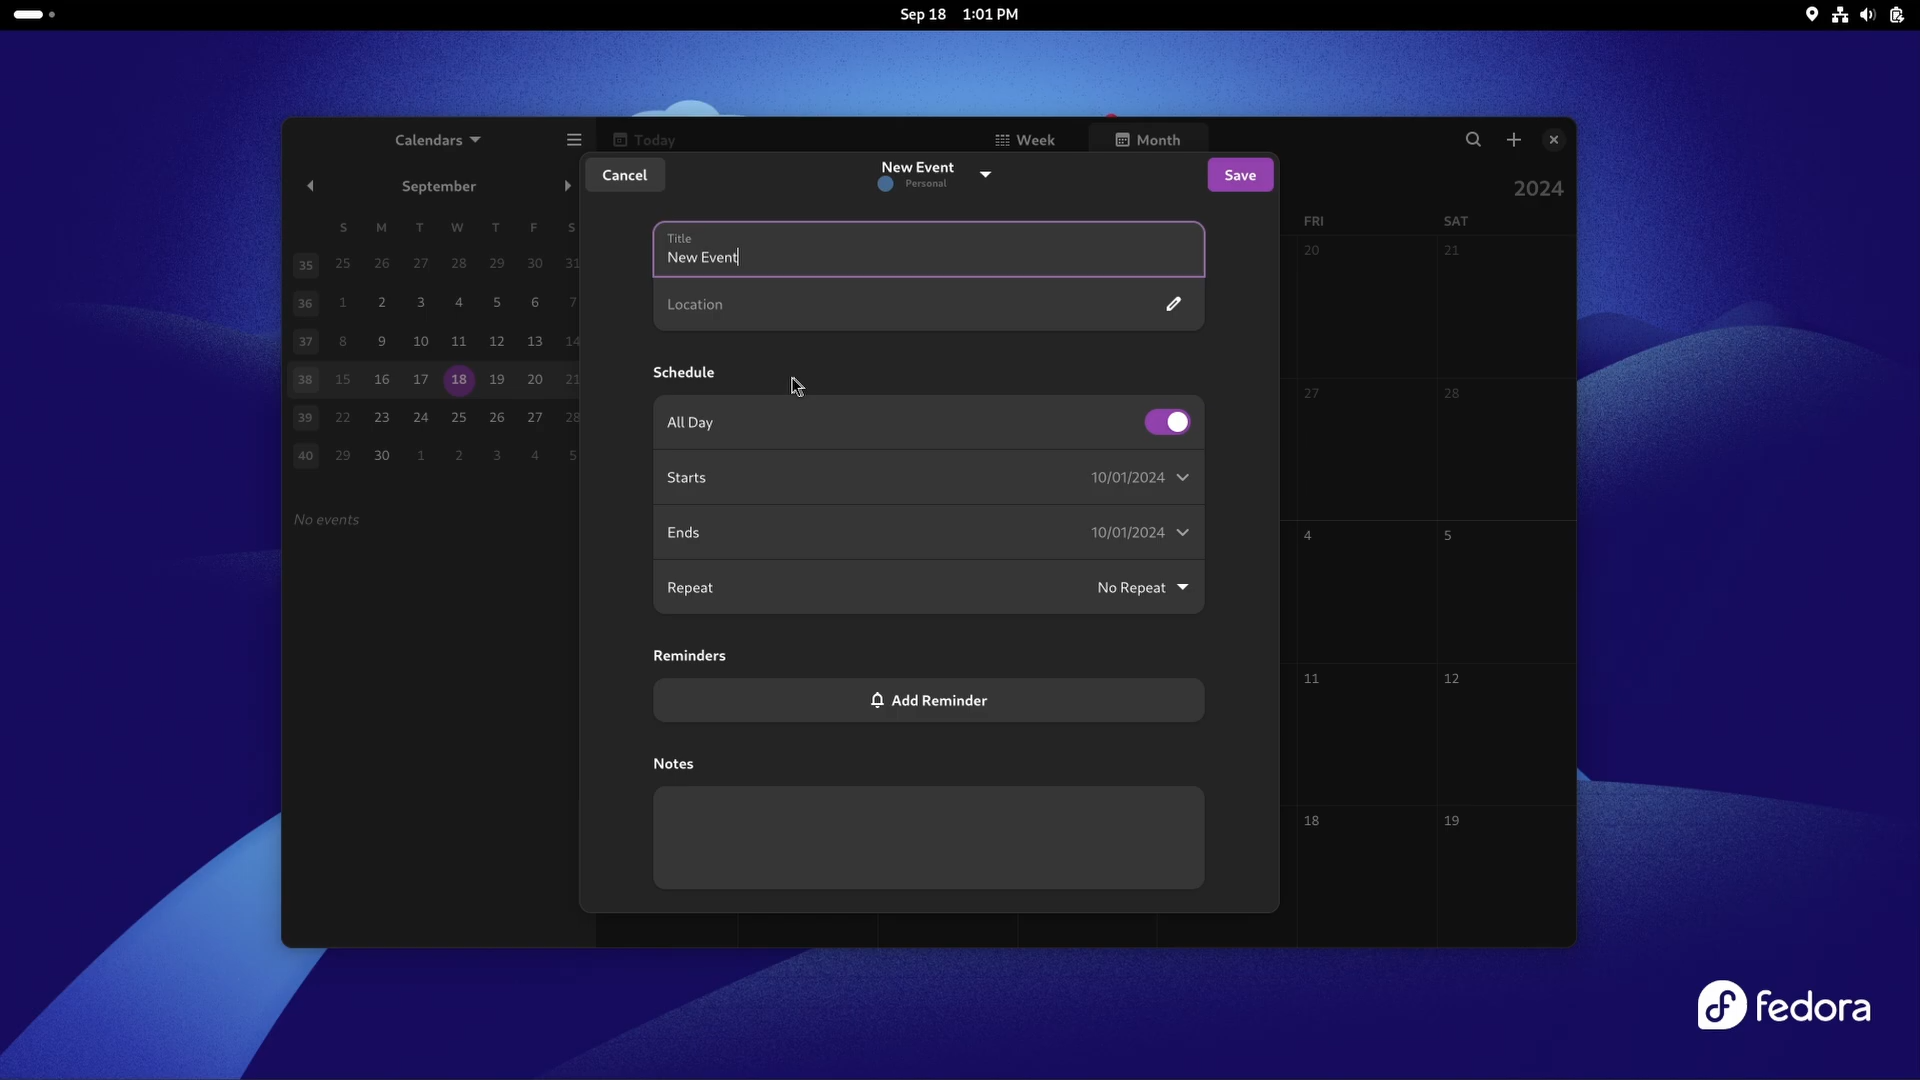 Sep 18 1:01 PM
Calendars
Today
Week
Month
September
2024
S M T W T F S
35 25 26 27 28 29 30 31
36 1 2 3 4 5 6 7
37 8 9 10 11 12 13 14
38 15 16 17 18 19 20 21
39 22 23 24 25 26 27 28
40 29 30 1 2 3 4 5
No events
Cancel
New Event
Personal
Save
Title
New Event
Location
Schedule
All Day
Starts 10/01/2024
Ends 10/01/2024
Repeat No Repeat
Reminders
Add Reminder
Notes
FRI SAT
20 21
27 28
4 5
11 12
18 19
fedora